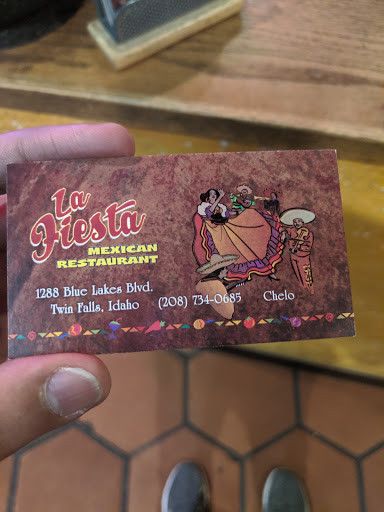 La
Fiesta
MEXICAN
RESTAURANT
1288 Blue Lakes Blvd.
Twin Falls, Idaho (208) 734-0685 Chelo